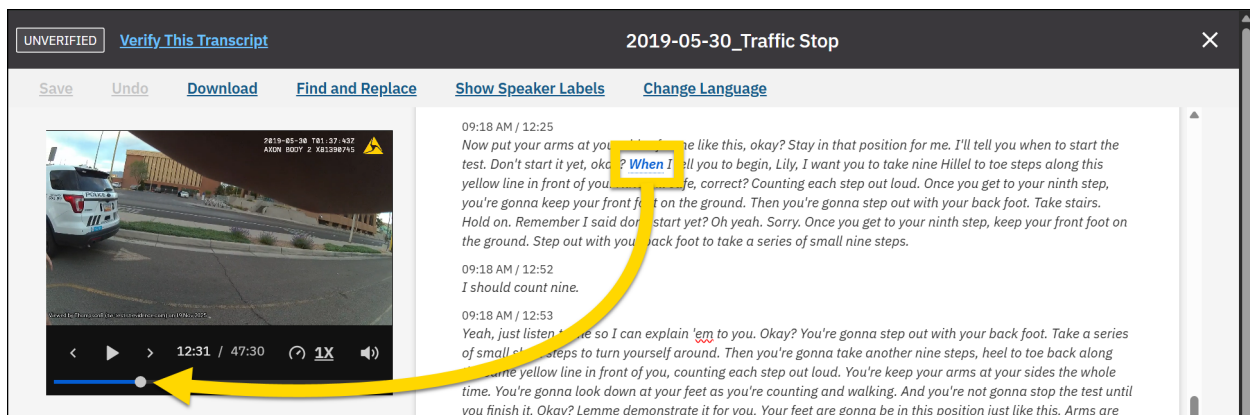 UNVERIFIED
Verify This Transcript
2019-05-30_Traffic Stop
Save Undo Download Find and Replace Show Speaker Labels Change Language
2019-05-30 T01:37:43Z
AXON BODY 2 X81390745
POLICE
12:31 / 47:30 1X
09:18 AM / 12:25
Now put your arms at your like this, okay? Stay in that position for me. I'll tell you when to start the
test. Don't start it yet, okay? When I tell you to begin, Lily, I want you to take nine Hillel to toe steps along this
yellow line in front of you. correct? Counting each step out loud. Once you get to your ninth step,
you're gonna keep your front foot on the ground. Then you're gonna step out with your back foot. Take stairs.
Hold on. Remember I said don't start yet? Oh yeah. Sorry. Once you get to your ninth step, keep your front foot on
the ground. Step out with your back foot to take a series of small nine steps.
09:18 AM / 12:52
I should count nine.
09:18 AM / 12:53
Yeah, just listen to me so I can explain 'em to you. Okay? You're gonna step out with your back foot. Take a series
of small steps to turn yourself around. Then you're gonna take another nine steps, heel to toe back along
the same yellow line in front of you, counting each step out loud. You're keep your arms at your sides the whole
time. You're gonna look down at your feet as you're counting and walking. And you're not gonna stop the test until
you finish it. Okay? Lemme demonstrate it for you. Your feet are gonna be in this position just like this. Arms are